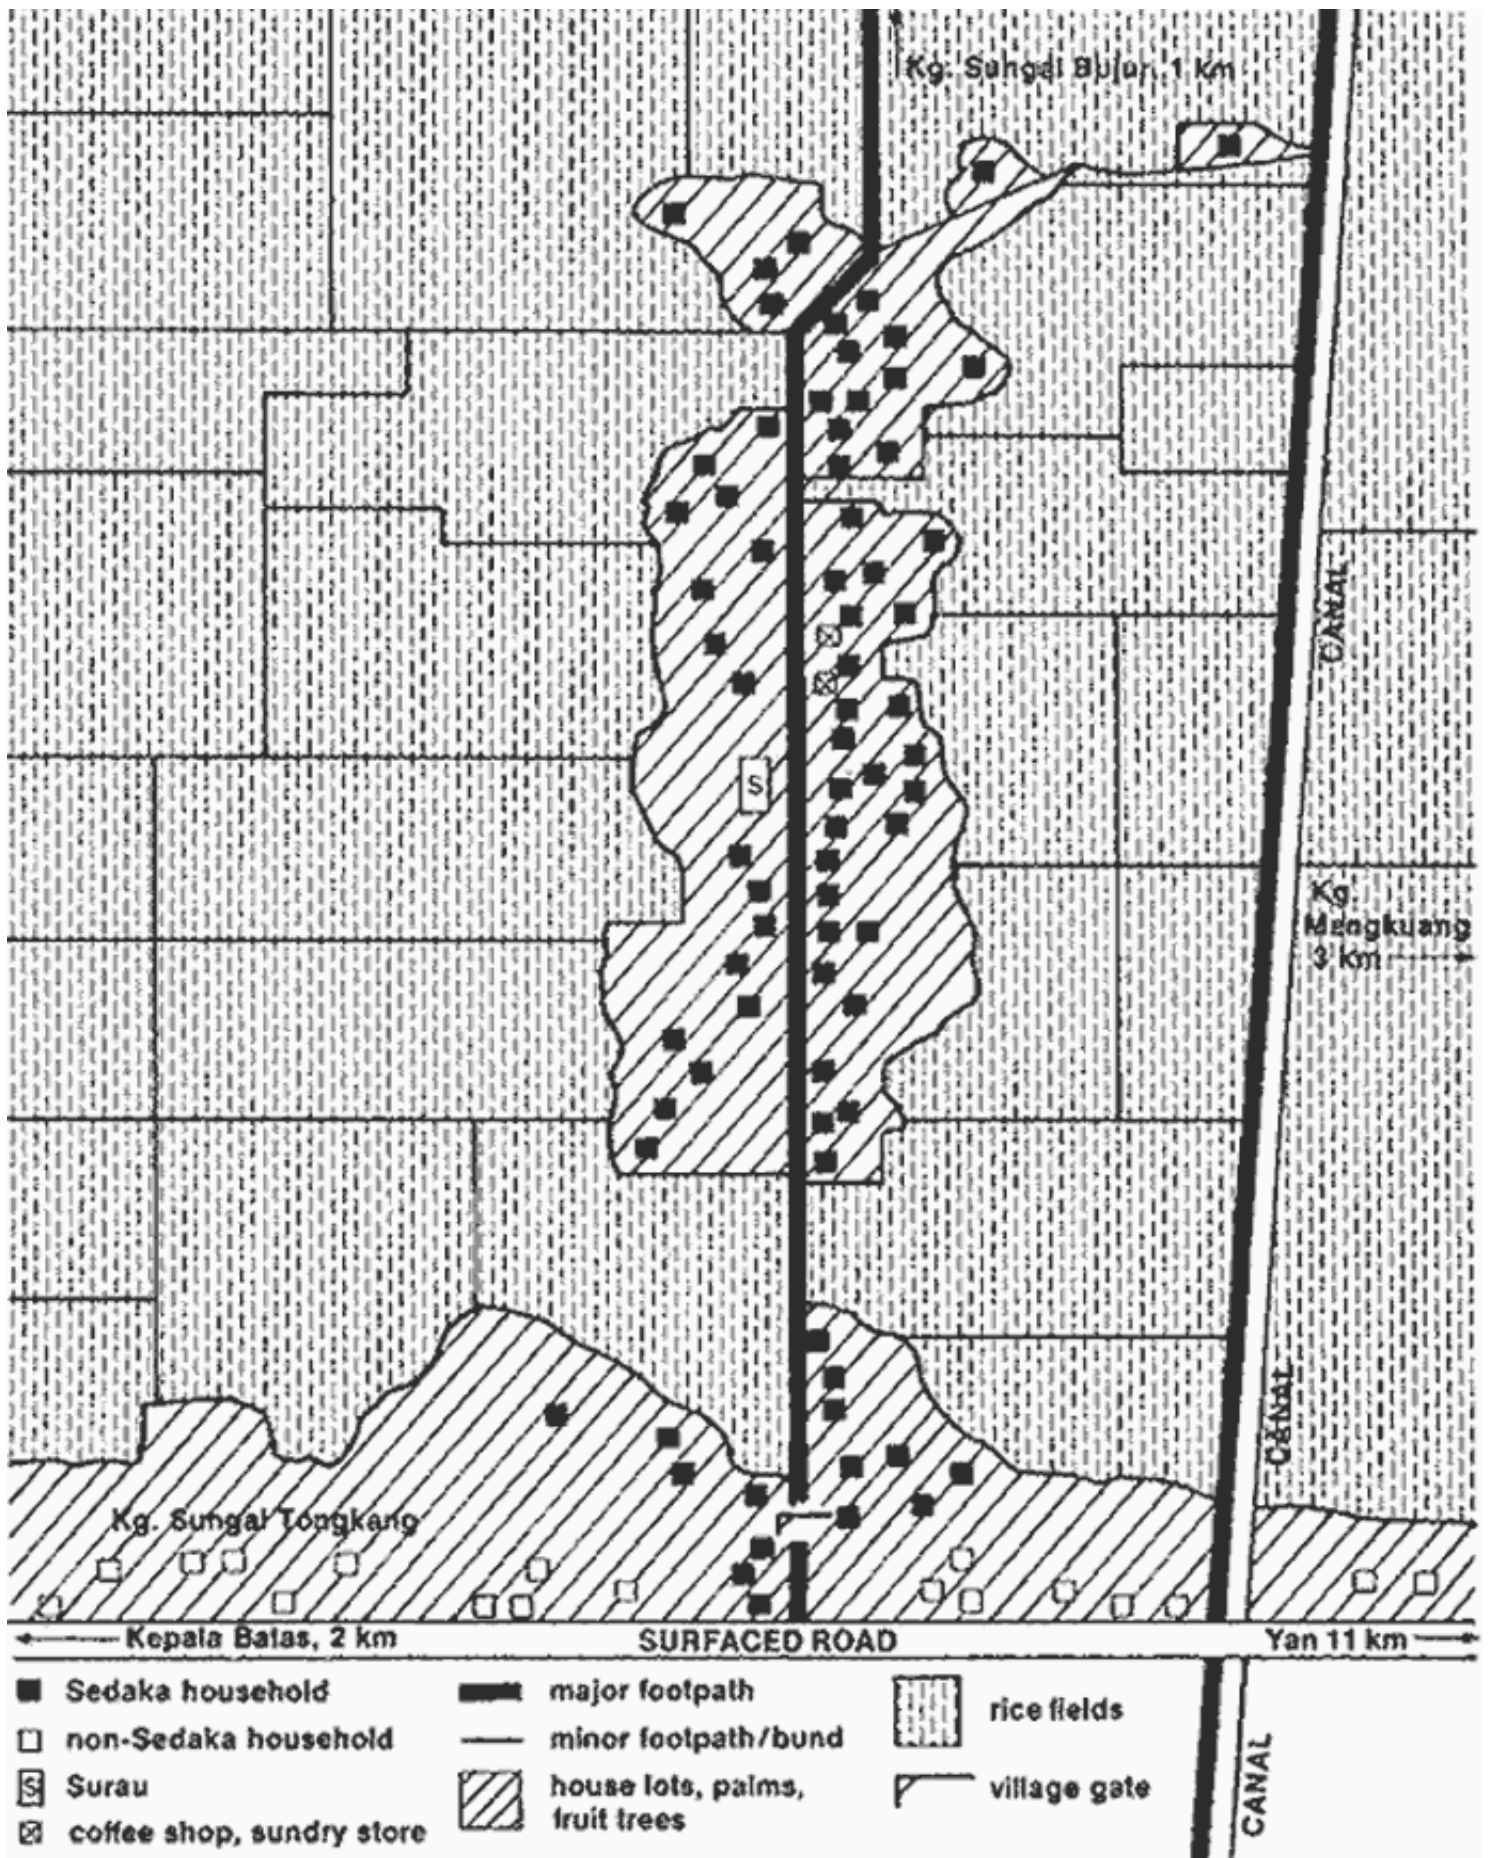 Kg. Sungai Bujur, 1 km
CANAL
S
Kg
Mengkuang
3 km
CANAL
Kg. Sungai Tongkang
Kepala Batas, 2 km
SURFACED ROAD
Yan 11 km
Sedaka household
major footpath
rice fields
non-Sedaka household
minor footpath/bund
S
Surau
house lots, palms,
fruit trees
village gate
coffee shop, sundry store
CANAL